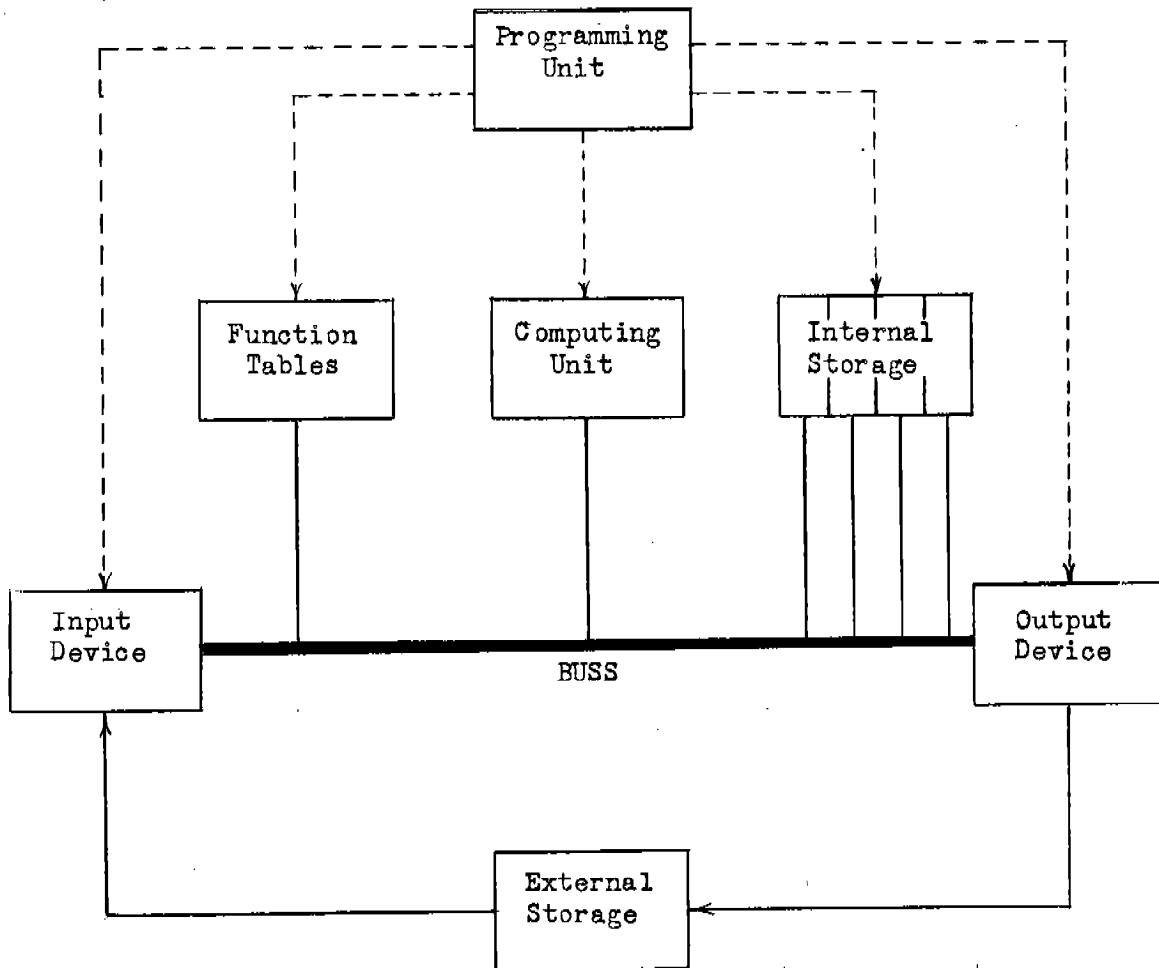 Programming
Unit
Function
Tables
Computing
Unit
Internal
Storage
Input
Device
Output
Device
BUSS
External
Storage